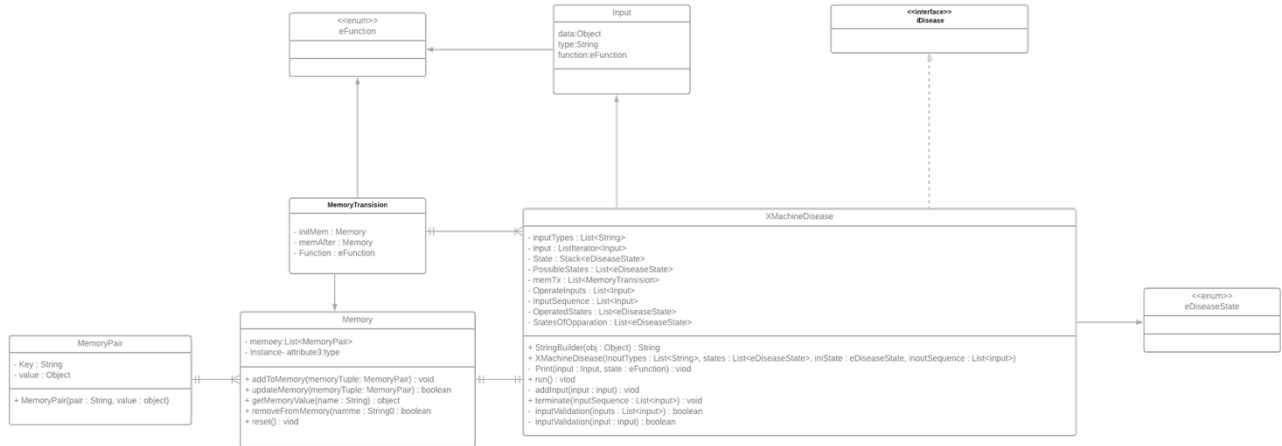 <<enum>>
eFunction
Input
data:Object
type:String
function:eFunction
<<interface>>
iDisease
MemoryTransision
- initMem : Memory
- memAfter : Memory
- Function : eFunction
XMachineDisease
- inputTypes : List<String>
- input : ListIterator<Input>
- State : Stack<eDiseaseState>
- PossibleStates : List<eDiseaseState>
- memTx : List<MemoryTransision>
- OperateInputs : List<Input>
- InputSequence : List<Input>
- OperatedStates : List<eDiseaseState>
- StatesOfOpparation : List<eDiseaseState>
+ StringBuilder(obj : Object) : String
+ XMachineDisease(InoutTypes : List<String>, states : List<eDiseaseState>, iniState : eDiseaseState, inoutSequence : List<input>)
- Print(input : Input, state : eFunction) : viod
+ run() : viod
- addInput(input : input) : viod
+ terminate(inputSequence : List<input>) : void
- inputValidation(inputs : List<input>) : boolean
- inputValidation(input : input) : boolean
<<enum>>
eDiseaseState
Memory
- memoey:List<MemoryPair>
- Instance- attribute3:type
+ addToMemory(memoryTuple: MemoryPair) : void
+ updateMemory(memoryTuple: MemoryPair) : boolean
+ getMemoryValue(name : String) : object
+ removeFromMemory(namme : String0 : boolean
+ reset() : viod
MemoryPair
- Key : String
- value : Object
+ MemoryPair(pair : String, value : object)